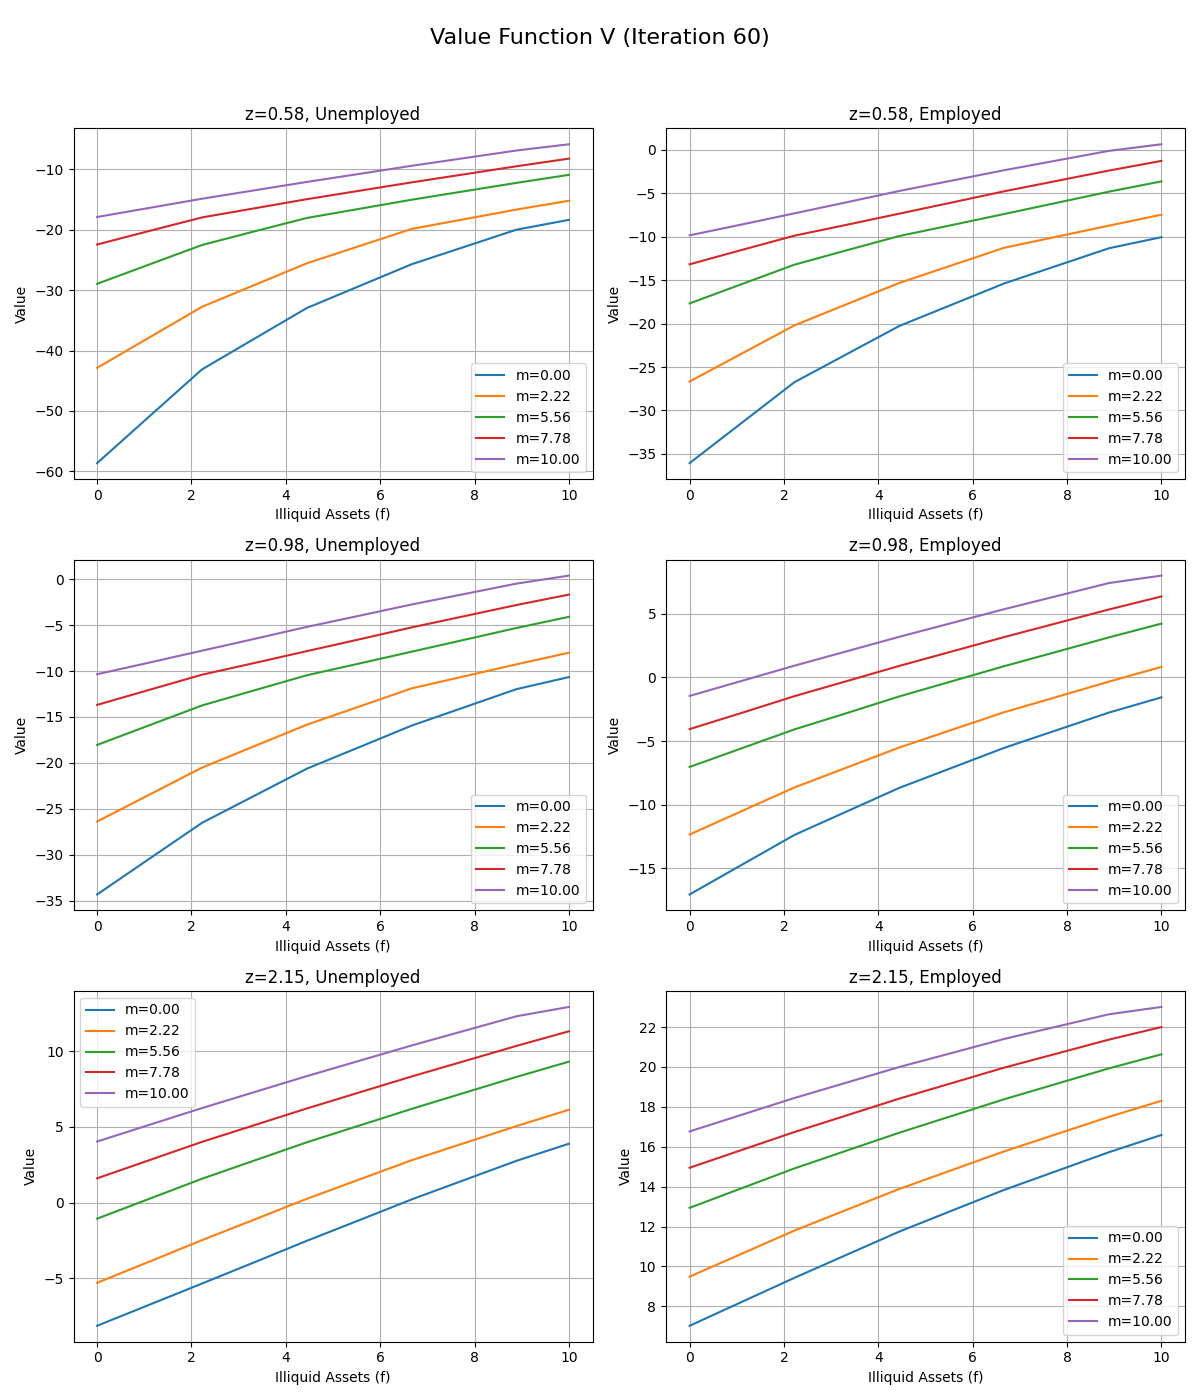 Value Function V (Iteration 60)
z=0.58, Unemployed
−10
−20
−30
−40
−50
−60
Value
0 2 4 6 8 10
Illiquid Assets (f)
m=0.00
m=2.22
m=5.56
m=7.78
m=10.00
z=0.58, Employed
0
−5
−10
−15
−20
−25
−30
−35
Value
0 2 4 6 8 10
Illiquid Assets (f)
m=0.00
m=2.22
m=5.56
m=7.78
m=10.00
z=0.98, Unemployed
0
−5
−10
−15
−20
−25
−30
−35
Value
0 2 4 6 8 10
Illiquid Assets (f)
m=0.00
m=2.22
m=5.56
m=7.78
m=10.00
z=0.98, Employed
5
0
−5
−10
−15
Value
0 2 4 6 8 10
Illiquid Assets (f)
m=0.00
m=2.22
m=5.56
m=7.78
m=10.00
z=2.15, Unemployed
10
5
0
−5
Value
0 2 4 6 8 10
Illiquid Assets (f)
m=0.00
m=2.22
m=5.56
m=7.78
m=10.00
z=2.15, Employed
22
20
18
16
14
12
10
8
Value
0 2 4 6 8 10
Illiquid Assets (f)
m=0.00
m=2.22
m=5.56
m=7.78
m=10.00